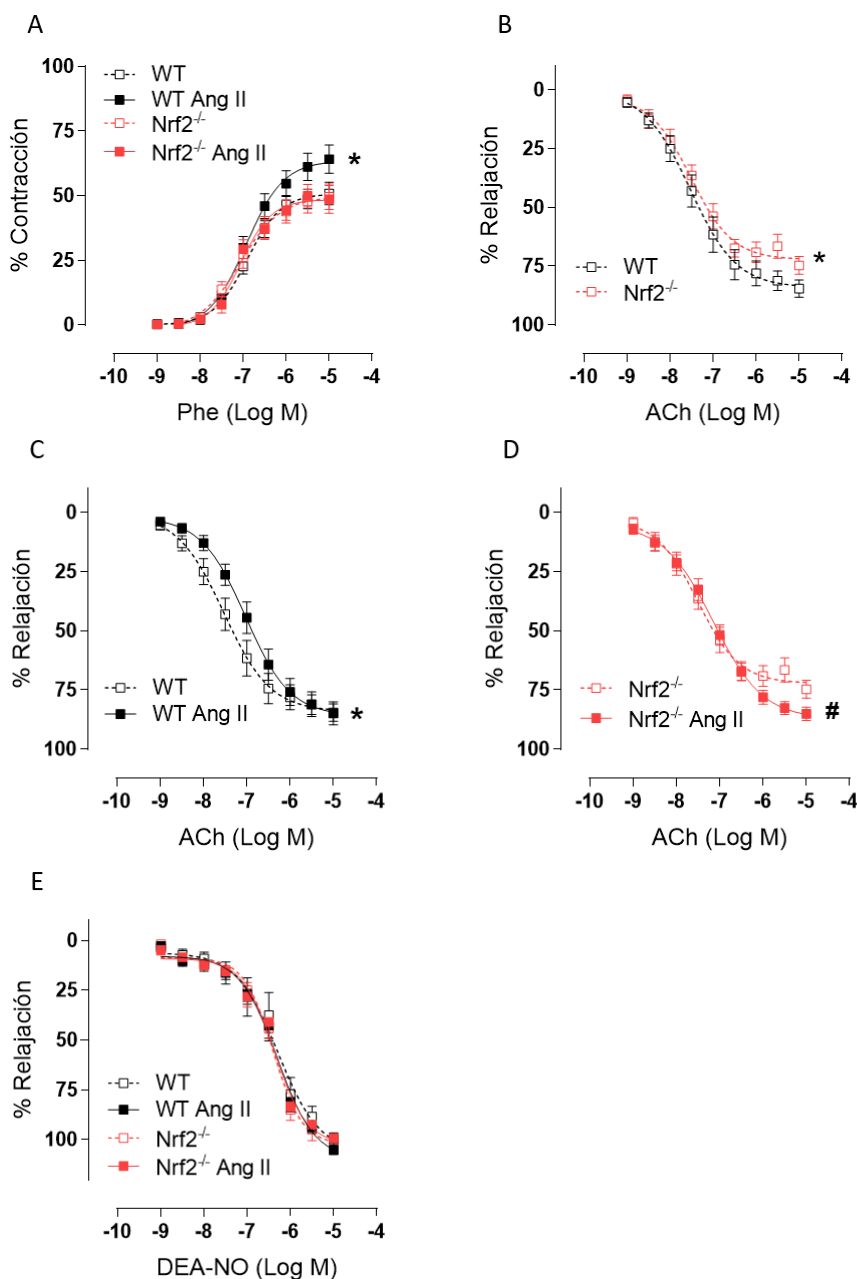 A
100
75
50
25
0
% Contracción
WT
WT Ang II
Nrf2-/-
Nrf2-/- Ang II
*
-10 -9 -8 -7 -6 -5 -4
Phe (Log M)
B
0
25
50
75
100
% Relajación
WT
Nrf2-/-
*
-10 -9 -8 -7 -6 -5 -4
ACh (Log M)
C
0
25
50
75
100
% Relajación
WT
WT Ang II
*
-10 -9 -8 -7 -6 -5 -4
ACh (Log M)
D
0
25
50
75
100
% Relajación
Nrf2-/-
Nrf2-/- Ang II
#
-10 -9 -8 -7 -6 -5 -4
ACh (Log M)
E
0
25
50
75
100
% Relajación
WT
WT Ang II
Nrf2-/-
Nrf2-/- Ang II
-10 -9 -8 -7 -6 -5 -4
DEA-NO (Log M)